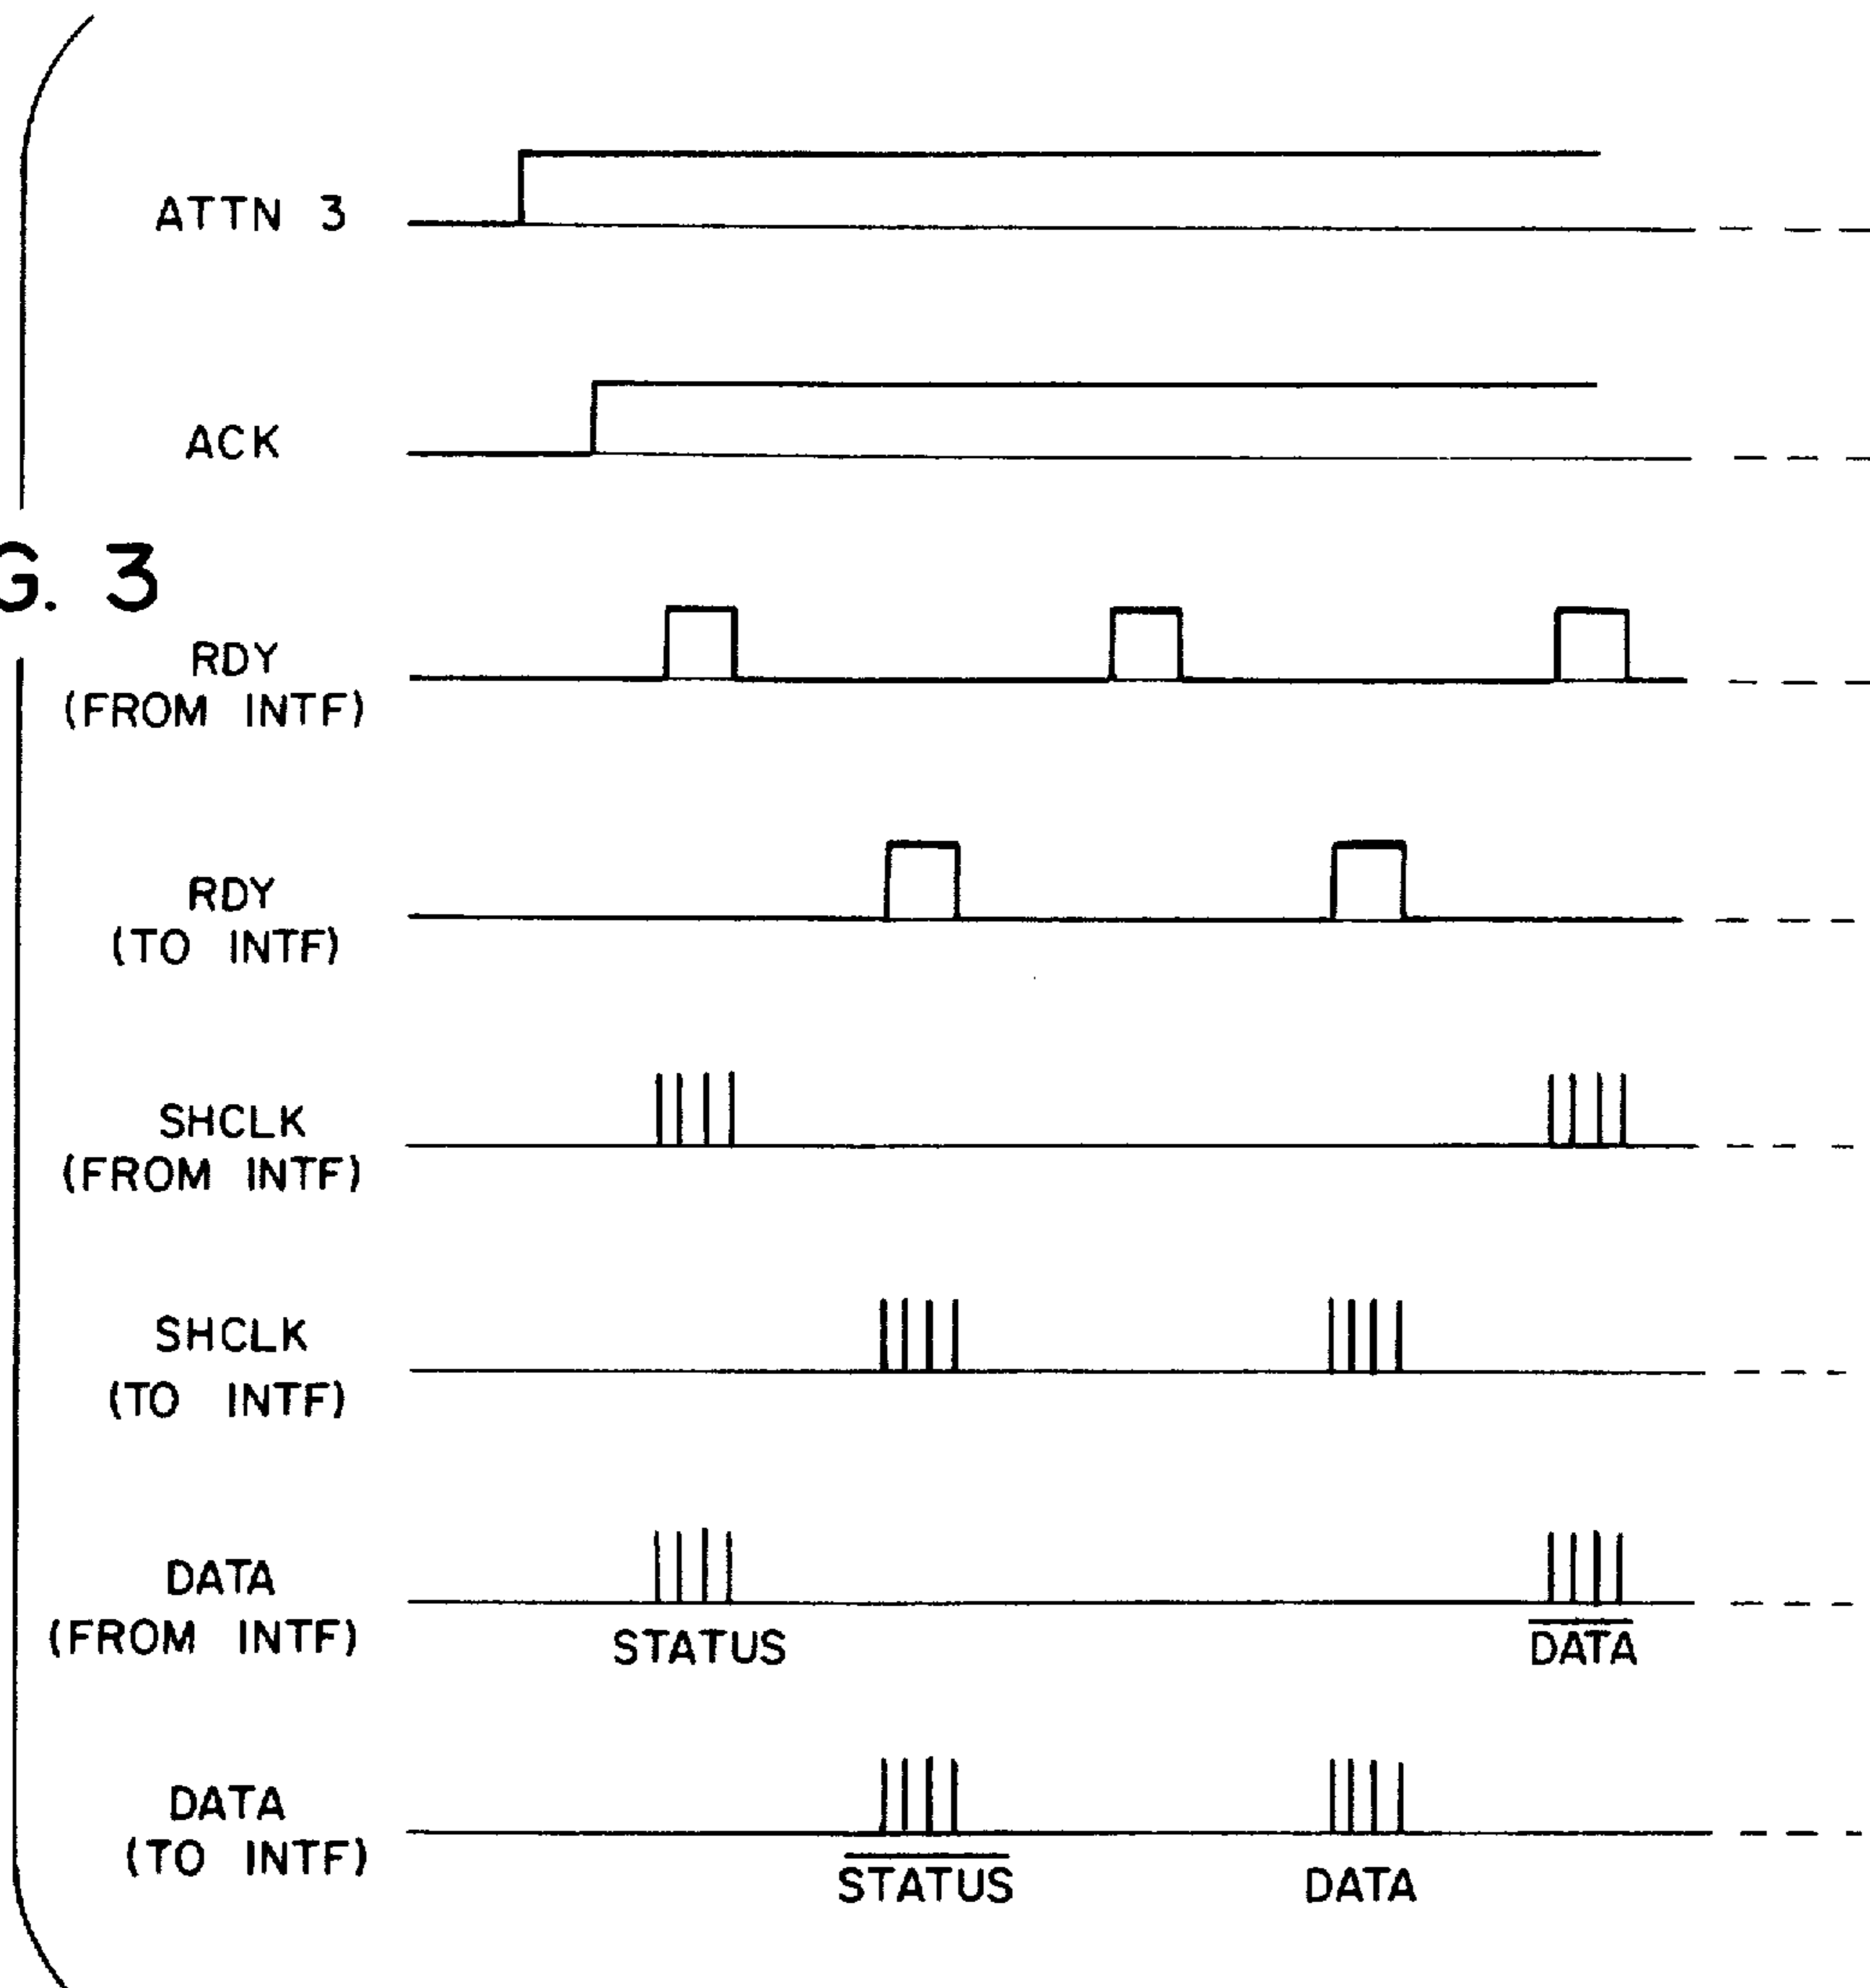 ATTN 3
ACK
G. 3
RDY
(FROM INTF)
RDY
(TO INTF)
SHCLK
(FROM INTF)
SHCLK
(TO INTF)
DATA
(FROM INTF)
STATUS
DATA
DATA
(TO INTF)
STATUS
DATA